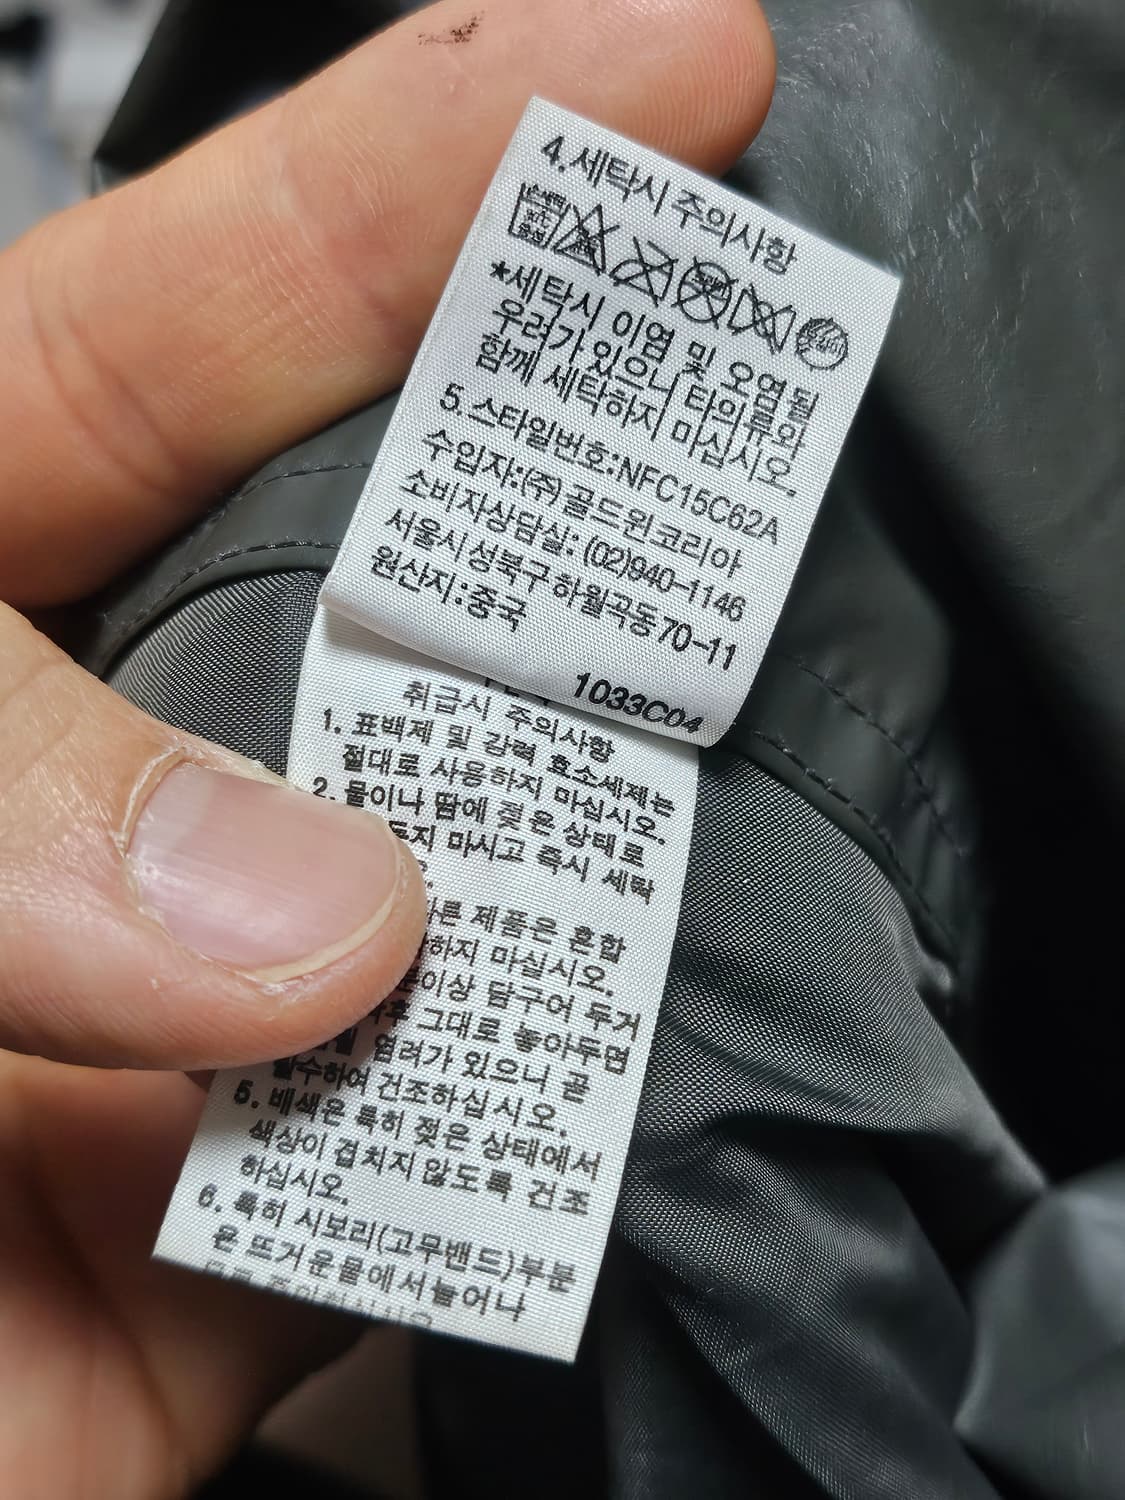 4.세탁시 주의사항
*세탁시 이염 및 오염될
우려가 있으니 타의류와
함께 세탁하지 마십시오.
5.스타일번호:NFC15C62A
수입자:(주)골드윈코리아
소비자상담실: (02)940-1146
서울시성북구 하월곡동70-11
원산지:중국
1033C04
취급시 주의사항
1. 표백제 및 강력 효소세제는
절대로 사용하지 마십시오.
2. 물이나 땀에 젖은 상태로
두지 마시고 즉시 세탁
다른 제품은 혼합
하지 마십시오.
이상 담구어 두거
그대로 놓아두면
염려가 있으니 곧
탈수하여 건조하십시오.
5. 배색은 특히 젖은 상태에서
색상이 겹치지 않도록 건조
하십시오.
6. 특히 시보리(고무밴드)부분
은 뜨거운물에서늘어나